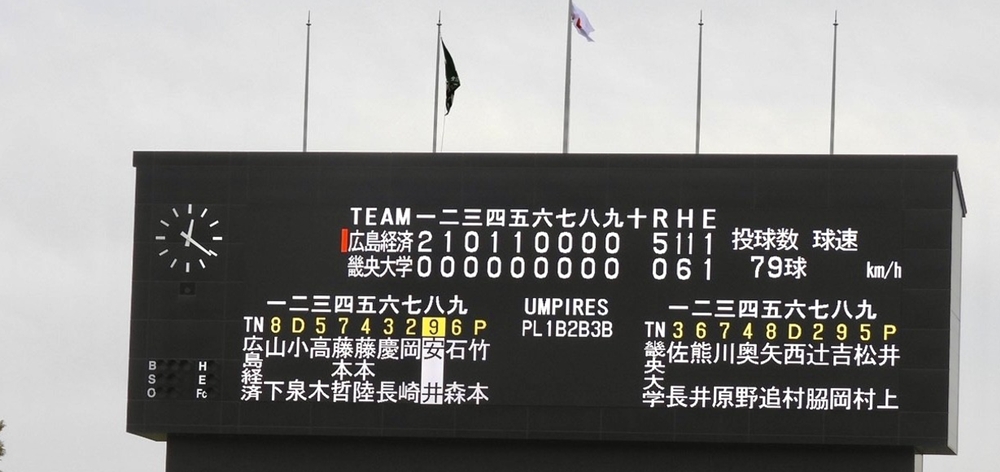 TEAM一二三四五六七八九十RHE
広島経済210110000 5111 投球数 球速
畿央大学000000000 061 79球 km/h
一二三四五六七八九 UMPIRES 一二三四五六七八九
TN8D5743296P PL1B2B3B TN36748D295P
広島経済 山下 小泉 高木 藤本哲 藤本陸 慶長 岡崎 安井 石森 竹本
畿央大学 佐長 熊井 川原 奥野 矢追 西村 辻脇 吉岡 松村 井上
B H
S E
O Fc